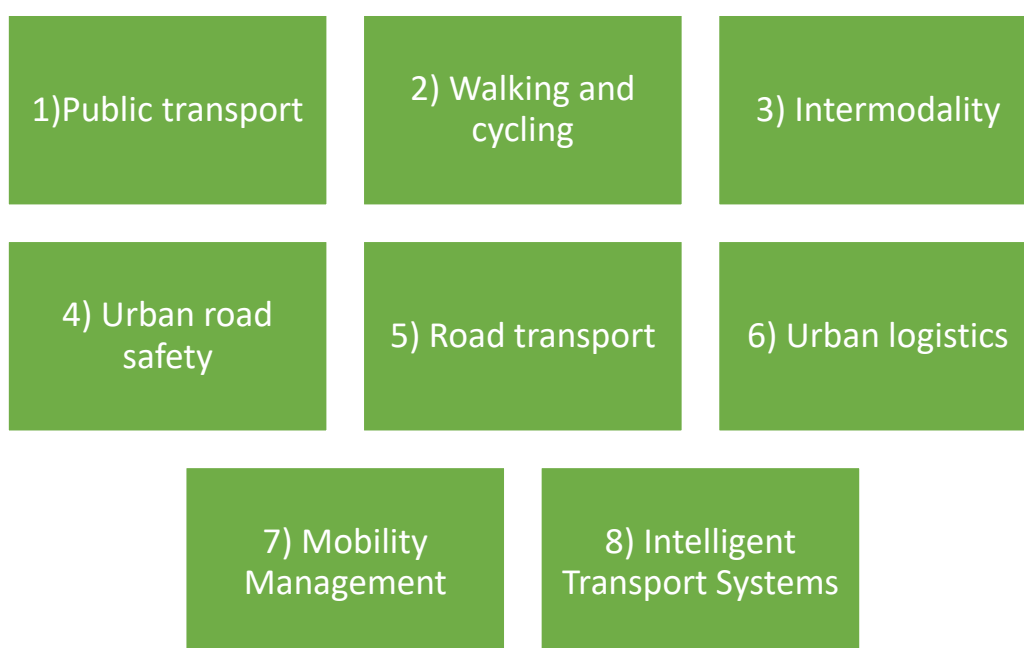 1)Public transport
2) Walking and
cycling
3) Intermodality
4) Urban road
safety
5) Road transport
6) Urban logistics
7) Mobility
Management
8) Intelligent
Transport Systems